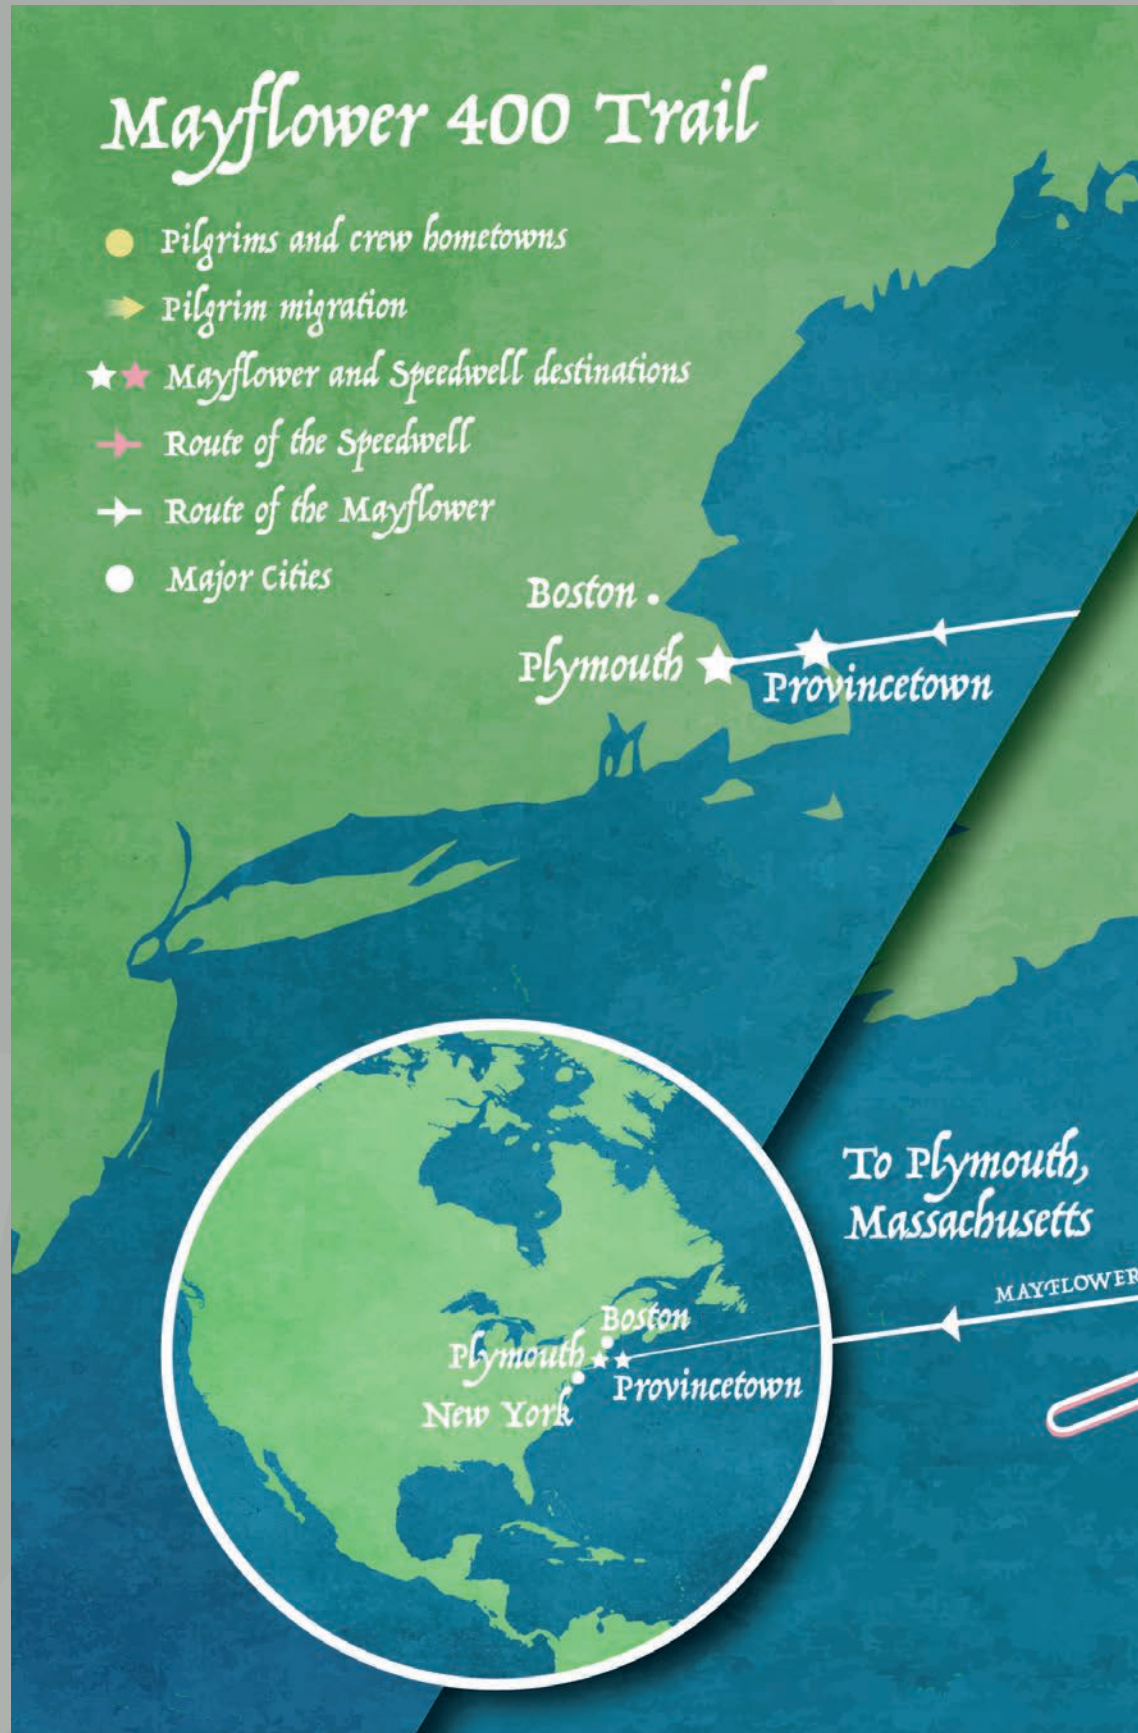 Mayflower 400 Trail
Pilgrims and crew hometowns
Pilgrim migration
Mayflower and Speedwell destinations
Route of the Speedwell
Route of the Mayflower
Major Cities
Boston
Plymouth
Provincetown
To Plymouth,
Massachusetts
MAYFLOWER
Boston
Plymouth
Provincetown
New York